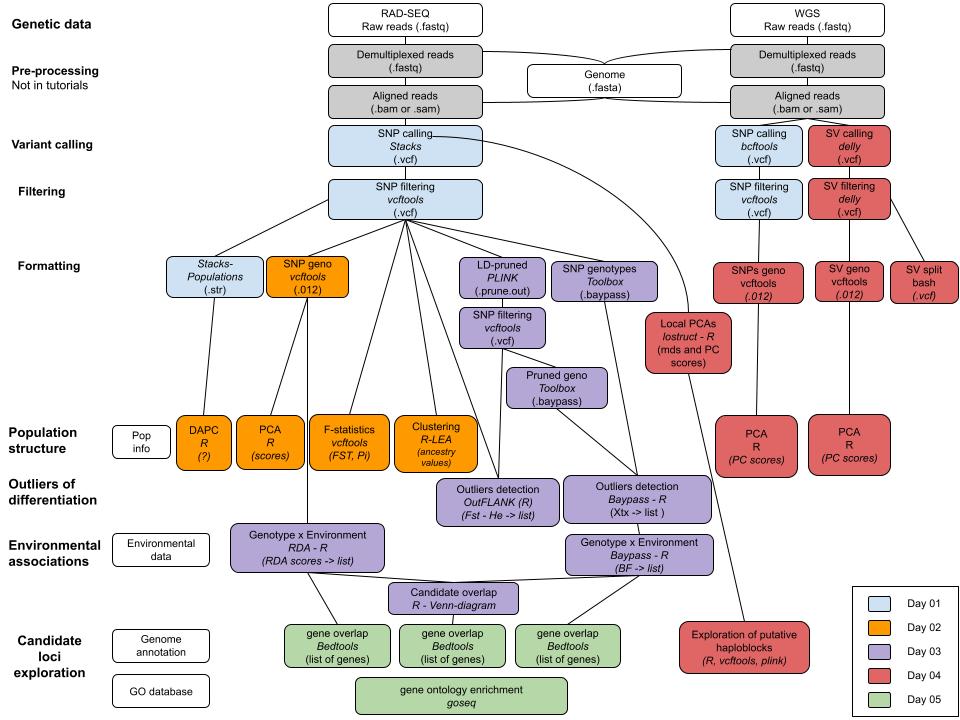 Genetic data
RAD-SEQ
Raw reads (.fastq)
WGS
Raw reads (.fastq)
Pre-processing
Not in tutorials
Demultiplexed reads
(.fastq)
Genome
(.fasta)
Demultiplexed reads
(.fastq)
Aligned reads
(.bam or .sam)
Aligned reads
(.bam or .sam)
Variant calling
SNP calling
Stacks
(.vcf)
SNP calling
bcftools
(.vcf)
SV calling
delly
(.vcf)
Filtering
SNP filtering
vcftools
(.vcf)
SNP filtering
vcftools
(.vcf)
SV filtering
delly
(.vcf)
Formatting
Stacks-
Populations
(.str)
SNP geno
vcftools
(.012)
LD-pruned
PLINK
(.prune.out)
SNP genotypes
Toolbox
(.baypass)
SNPs geno
vcftools
(.012)
SV geno
vcftools
(.012)
SV split
bash
(.vcf)
SNP filtering
vcftools
(.vcf)
Local PCAs
lostruct - R
(mds and PC
scores)
Pruned geno
Toolbox
(.baypass)
Population
structure
Pop
info
DAPC
R
(?)
PCA
R
(scores)
F-statistics
vcftools
(FST, Pi)
Clustering
R-LEA
(ancestry
values)
PCA
R
(PC scores)
PCA
R
(PC scores)
Outliers of
differentiation
Outliers detection
OutFLANK (R)
(Fst - He -> list)
Outliers detection
Baypass - R
(Xtx -> list )
Environmental
associations
Environmental
data
Genotype x Environment
RDA - R
(RDA scores -> list)
Genotype x Environment
Baypass - R
(BF -> list)
Candidate overlap
R - Venn-diagram
Candidate
loci
exploration
Genome
annotation
gene overlap
Bedtools
(list of genes)
gene overlap
Bedtools
(list of genes)
gene overlap
Bedtools
(list of genes)
Exploration of putative
haploblocks
(R, vcftools, plink)
GO database
gene ontology enrichment
goseq
Day 01
Day 02
Day 03
Day 04
Day 05